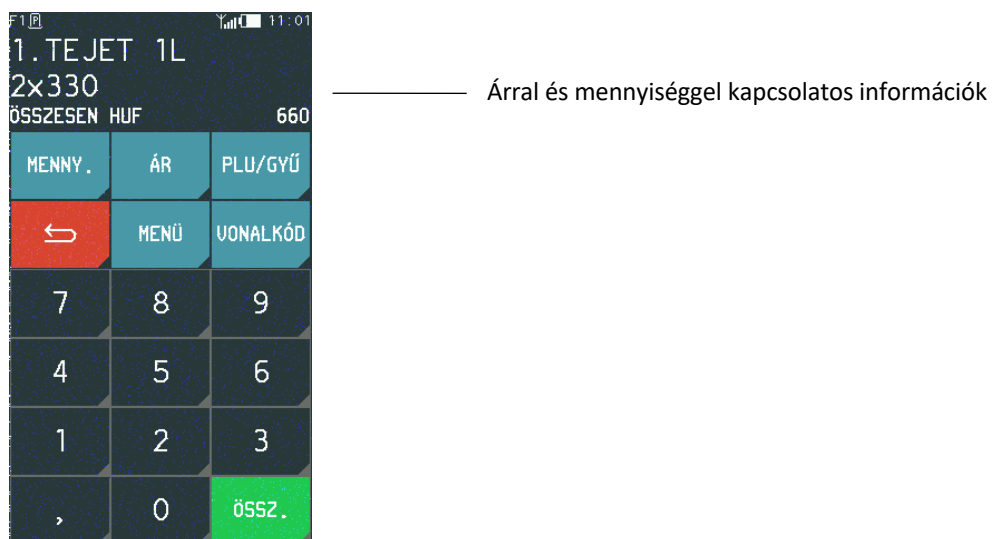 F1 P 11:01
1.TEJET 1L
2x330
ÖSSZESEN HUF 660
Árral és mennyiséggel kapcsolatos információk
MENNY. ÁR PLU/GYŰ
MENÜ VONALKÓD
7 8 9
4 5 6
1 2 3
, 0 ÖSSZ.